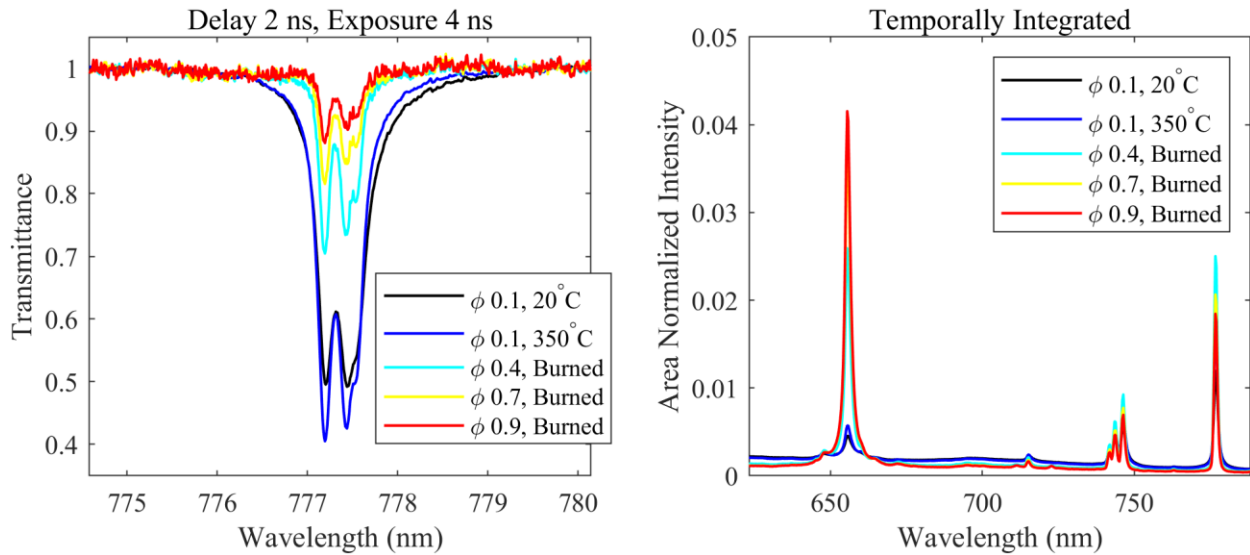 Delay 2 ns, Exposure 4 ns
Transmittance
1
0.9
0.8
0.7
0.6
0.5
0.4
775
776
777
778
779
780
Wavelength (nm)
ϕ 0.1, 20°C
ϕ 0.1, 350°C
ϕ 0.4, Burned
ϕ 0.7, Burned
ϕ 0.9, Burned
Temporally Integrated
Area Normalized Intensity
0.05
0.04
0.03
0.02
0.01
0
650
700
750
Wavelength (nm)
ϕ 0.1, 20°C
ϕ 0.1, 350°C
ϕ 0.4, Burned
ϕ 0.7, Burned
ϕ 0.9, Burned